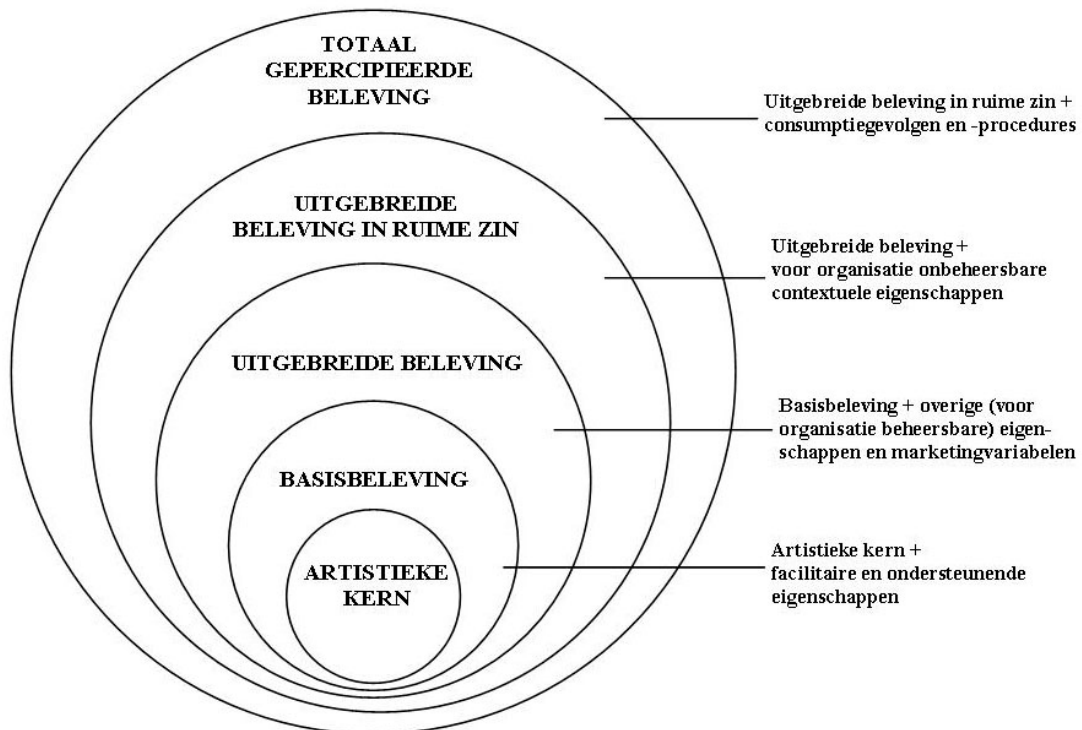 TOTAAL
GEPERCIPIEERDE
BELEVING
Uitgebreide beleving in ruime zin +
consumptiegevolgen en -procedures
UITGEBREIDE
BELEVING IN RUIME ZIN
Uitgebreide beleving +
voor organisatie onbeheersbare
contextuele eigenschappen
UITGEBREIDE BELEVING
Basisbeleving + overige (voor
organisatie beheersbare) eigen-
schappen en marketingvariabelen
BASISBELEVING
Artistieke kern +
facilitaire en ondersteunende
eigenschappen
ARTISTIEKE
KERN